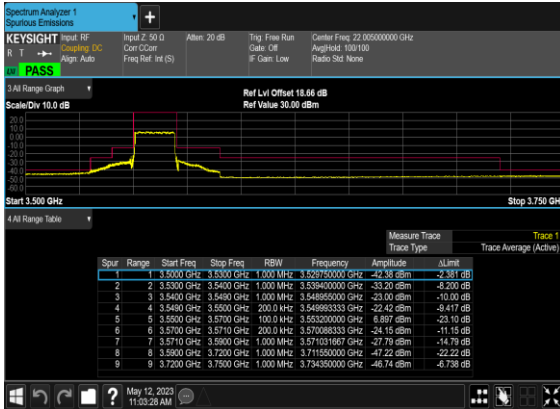 Spectrum Analyzer 1
Spurious Emissions
KEYSIGHT Input: RF Input Z: 50 Ω Atten: 20 dB Trig: Free Run Center Freq: 22.005000000 GHz
R T Coupling: DC Corr CCorr Gate: Off Avg|Hold: 100/100
Align: Auto Freq Ref: Int (S) IF Gain: Low Radio Std: None
PASS
3 All Range Graph
Ref Lvl Offset 18.66 dB
Scale/Div 10.0 dB Ref Value 30.00 dBm
20.0
10.0
0.00
-10.0
-20.0
-30.0
-40.0
-50.0
-60.0
Start 3.500 GHz Stop 3.750 GH
4 All Range Table
Measure Trace Trace 1
Trace Type Trace Average (Active)
Spur Range Start Freq Stop Freq RBW Frequency Amplitude ΔLimit
1 1 3.5000 GHz 3.5300 GHz 1.000 MHz 3.529750000 GHz -42.38 dBm -2.381 dB
2 2 3.5300 GHz 3.5400 GHz 1.000 MHz 3.539400000 GHz -33.20 dBm -8.200 dB
3 3 3.5400 GHz 3.5490 GHz 1.000 MHz 3.548955000 GHz -23.00 dBm -10.00 dB
4 4 3.5490 GHz 3.5500 GHz 200.0 kHz 3.549993333 GHz -22.42 dBm -9.417 dB
5 5 3.5500 GHz 3.5700 GHz 100.0 kHz 3.553200000 GHz 6.897 dBm -23.10 dB
6 6 3.5700 GHz 3.5710 GHz 200.0 kHz 3.570088333 GHz -24.15 dBm -11.15 dB
7 7 3.5710 GHz 3.5900 GHz 1.000 MHz 3.571031667 GHz -27.79 dBm -14.79 dB
8 8 3.5900 GHz 3.7200 GHz 1.000 MHz 3.711550000 GHz -47.22 dBm -22.22 dB
9 9 3.7200 GHz 3.7500 GHz 1.000 MHz 3.734350000 GHz -46.74 dBm -6.738 dB
May 12, 2023
11:03:28 AM